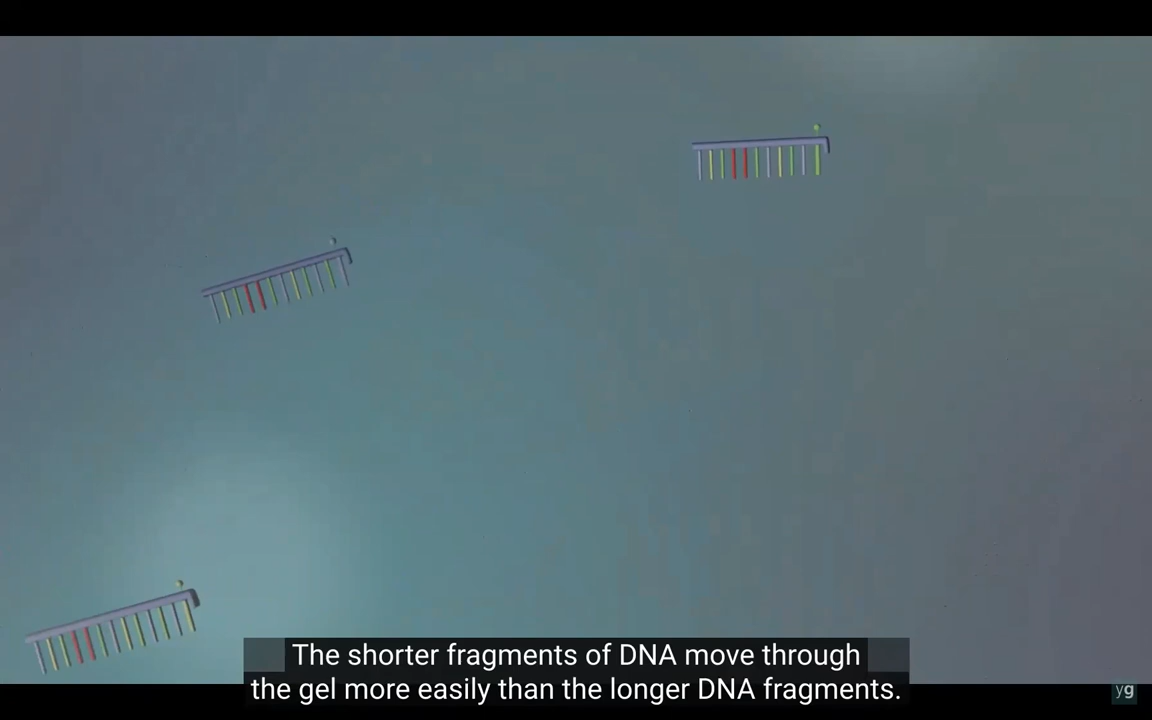 The shorter fragments of DNA move through
the gel more easily than the longer DNA fragments.
yg